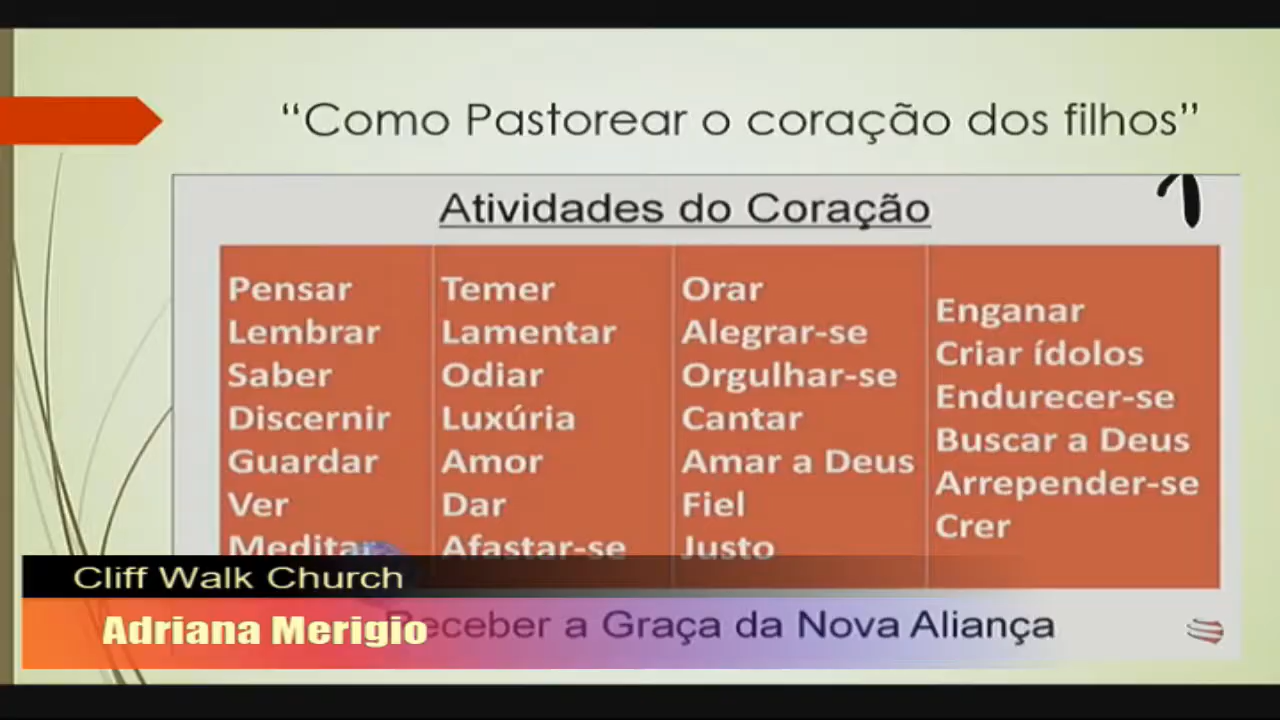 “Como Pastorear o coração dos filhos”
Atividades do Coração
Pensar
Lembrar
Saber
Discernir
Guardar
Ver
Meditar
Temer
Lamentar
Odiar
Luxúria
Amor
Dar
Afastar-se
Orar
Alegrar-se
Orgulhar-se
Cantar
Amar a Deus
Fiel
Justo
Enganar
Criar ídolos
Endurecer-se
Buscar a Deus
Arrepender-se
Crer
Receber a Graça da Nova Aliança
Cliff Walk Church
Adriana Merigio